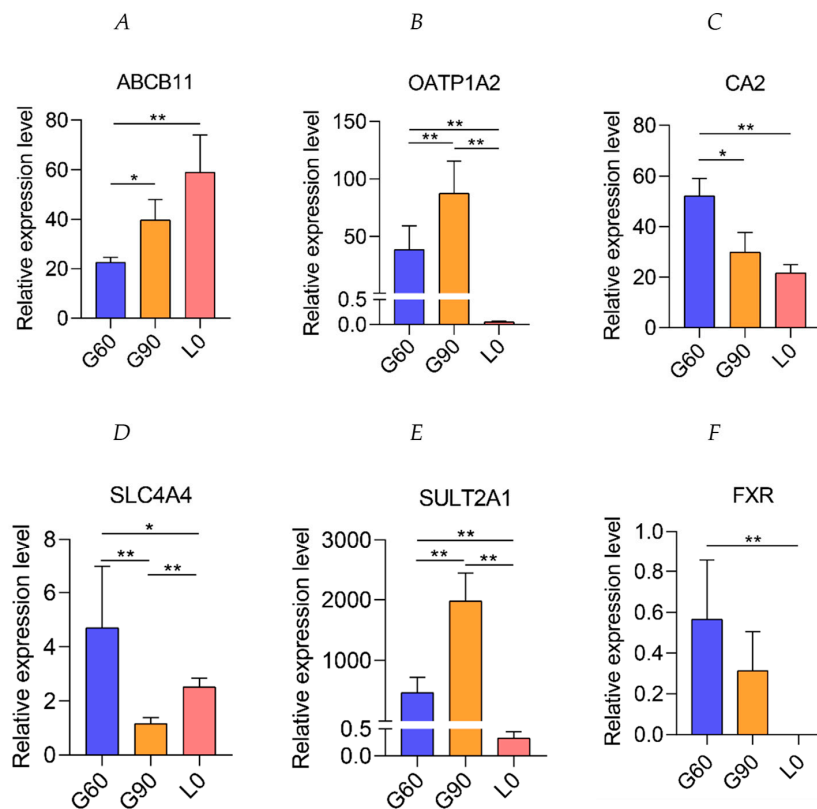 A
ABCB11
Relative expression level
80
60
40
20
0
**
*
G60
G90
L0
B
OATP1A2
Relative expression level
150
100
50
0.5
0.0
**
** **
G60
G90
L0
C
CA2
Relative expression level
80
60
40
20
0
**
*
G60
G90
L0
D
SLC4A4
Relative expression level
8
6
4
2
0
*
** **
G60
G90
L0
E
SULT2A1
Relative expression level
3000
2000
1000
0.5
0.0
**
** **
G60
G90
L0
F
FXR
Relative expression level
1.0
0.8
0.6
0.4
0.2
0.0
**
G60
G90
L0